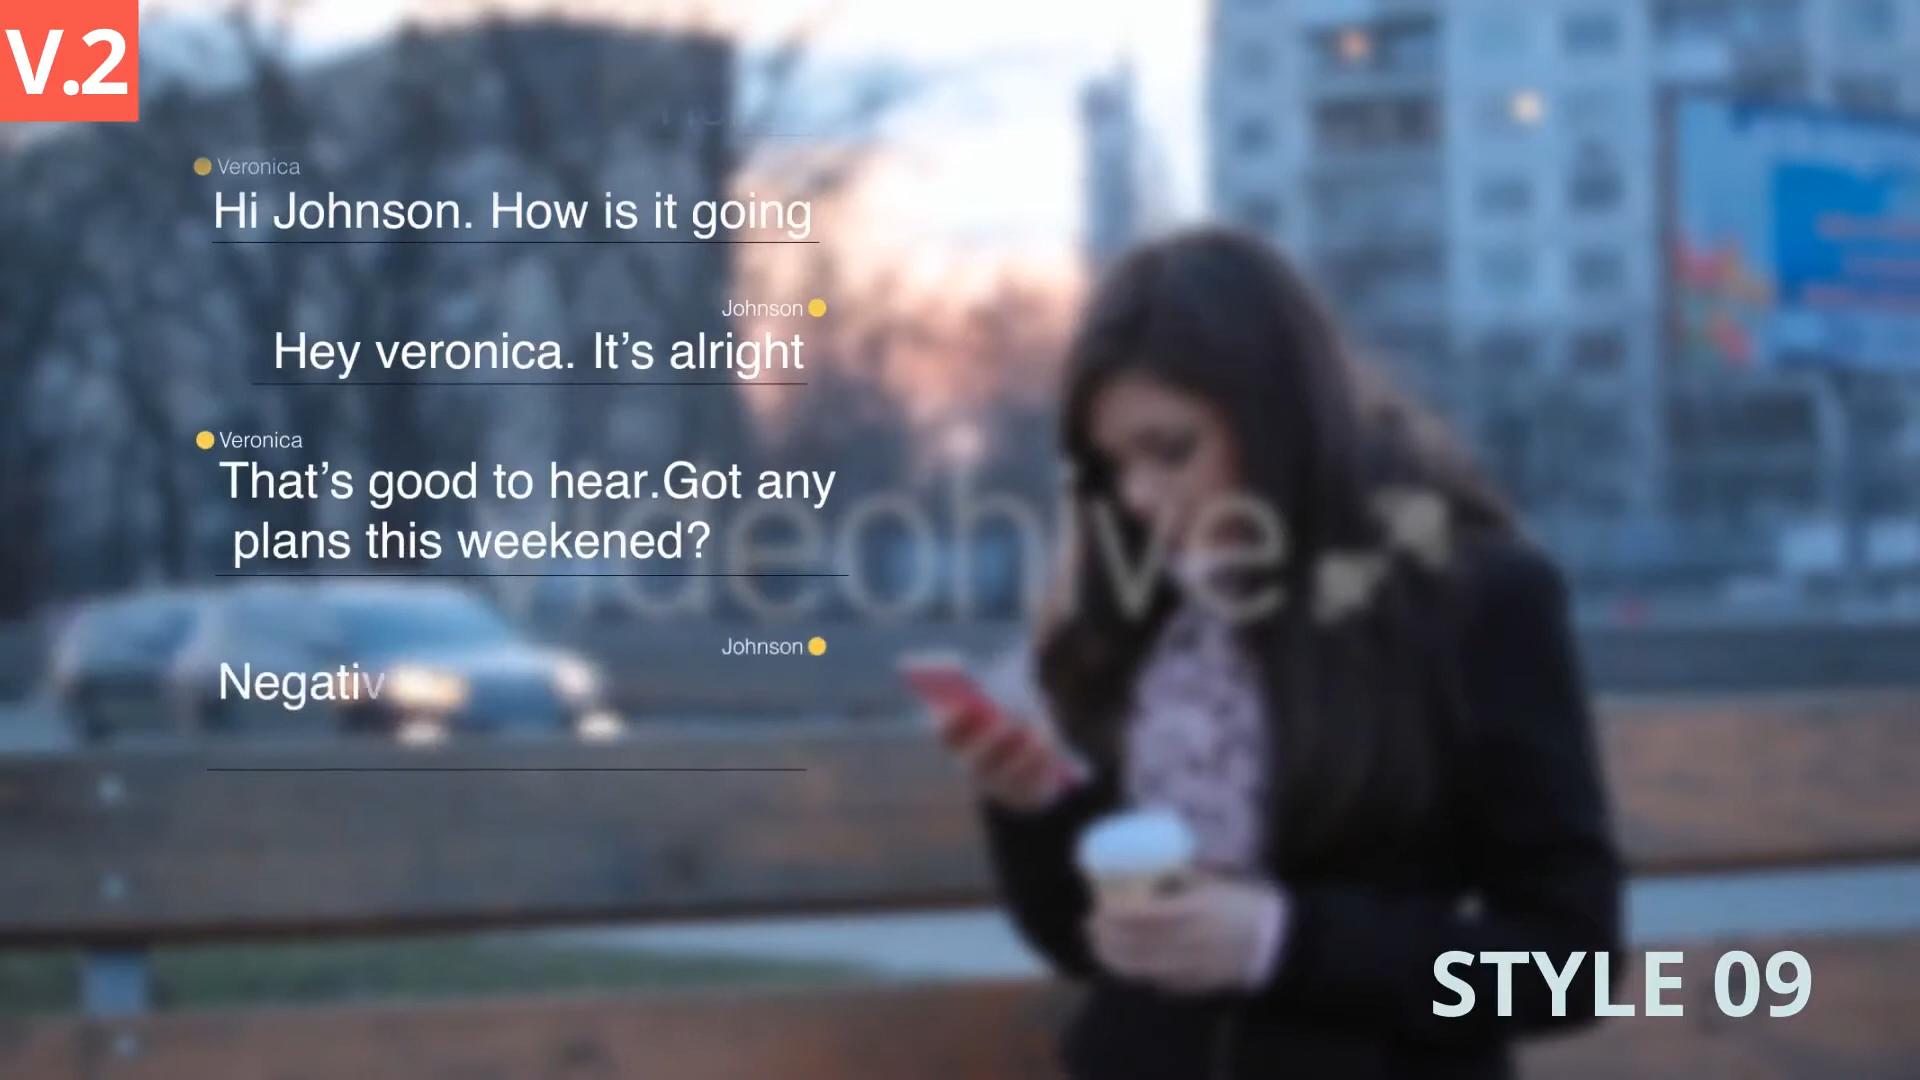 V.2
Veronica
Hi Johnson. How is it going
Johnson
Hey veronica. It’s alright
Veronica
That’s good to hear.Got any
plans this weekened?
videohive
Johnson
Negativ
STYLE 09